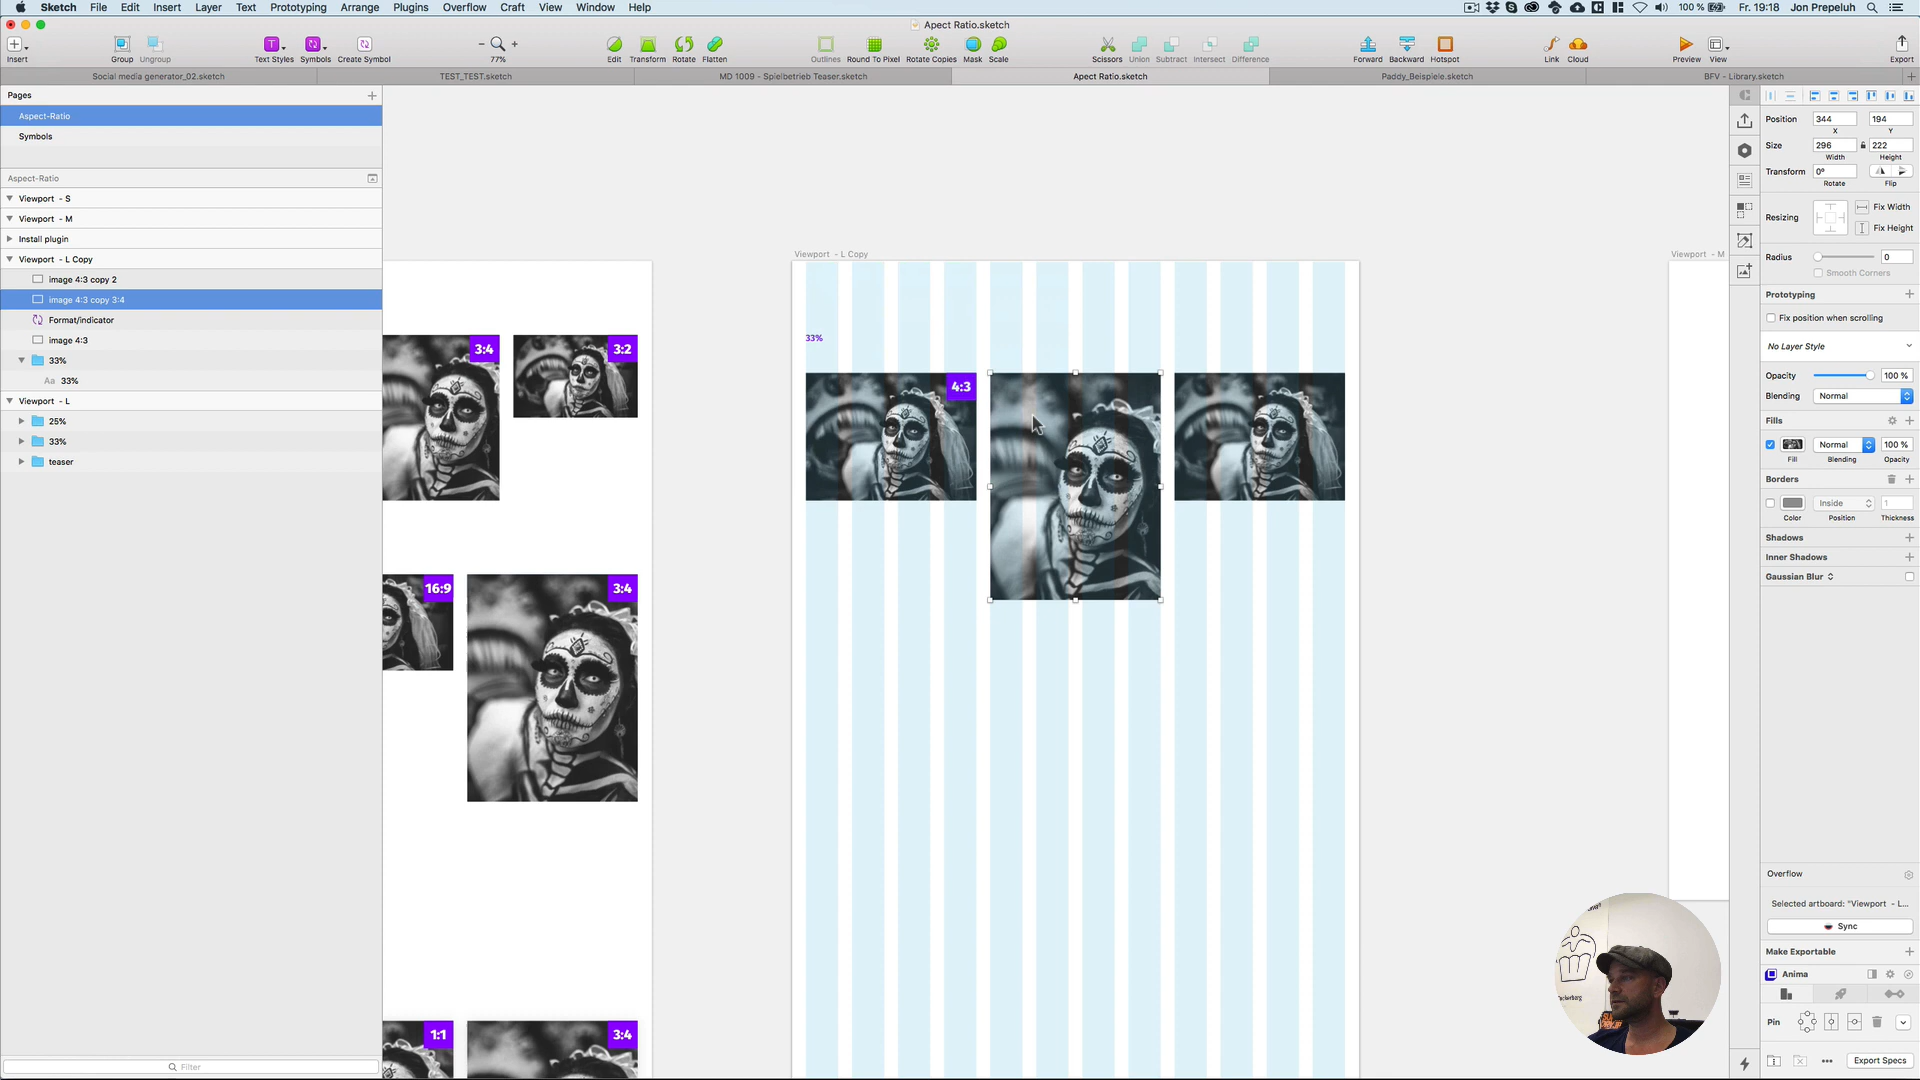 Sketch File Edit Insert Layer Text Prototyping Arrange Plugins Overflow Craft View Window Help
100 % Fr. 19:18 Jon Prepeluh
Apect Ratio.sketch
Insert Group Ungroup Text Styles Symbols Create Symbol 77% Edit Transform Rotate Flatten Outlines Round To Pixel Rotate Copies Mask Scale Scissors Union Subtract Intersect Difference Forward Backward Hotspot Link Cloud Preview View Export
Social media generator_02.sketch TEST_TEST.sketch MD 1009 - Spielbetrieb Teaser.sketch Apect Ratio.sketch Paddy_Beispiele.sketch BFV - Library.sketch
Pages
Aspect-Ratio
Symbols
Aspect-Ratio
Viewport - S
Viewport - M
Install plugin
Viewport - L Copy
image 4:3 copy 2
image 4:3 copy 3:4
Format/indicator
image 4:3
33%
Aa 33%
Viewport - L
25%
33%
teaser
Filter
3:4
3:2
16:9
3:4
1:1
3:4
Viewport - L Copy
33%
4:3
Viewport - M
Position 344 194
X Y
Size 296 222
Width Height
Transform 0º
Rotate Flip
Resizing
Fix Width
Fix Height
Radius 0
Smooth Corners
Prototyping
Fix position when scrolling
No Layer Style
Opacity 100 %
Blending Normal
Fills
Normal 100 %
Fill Blending Opacity
Borders
Inside 1
Color Position Thickness
Shadows
Inner Shadows
Gaussian Blur
Overflow
Selected artboard: "Viewport - L...
Sync
Make Exportable
Anima
Pin
Export Specs